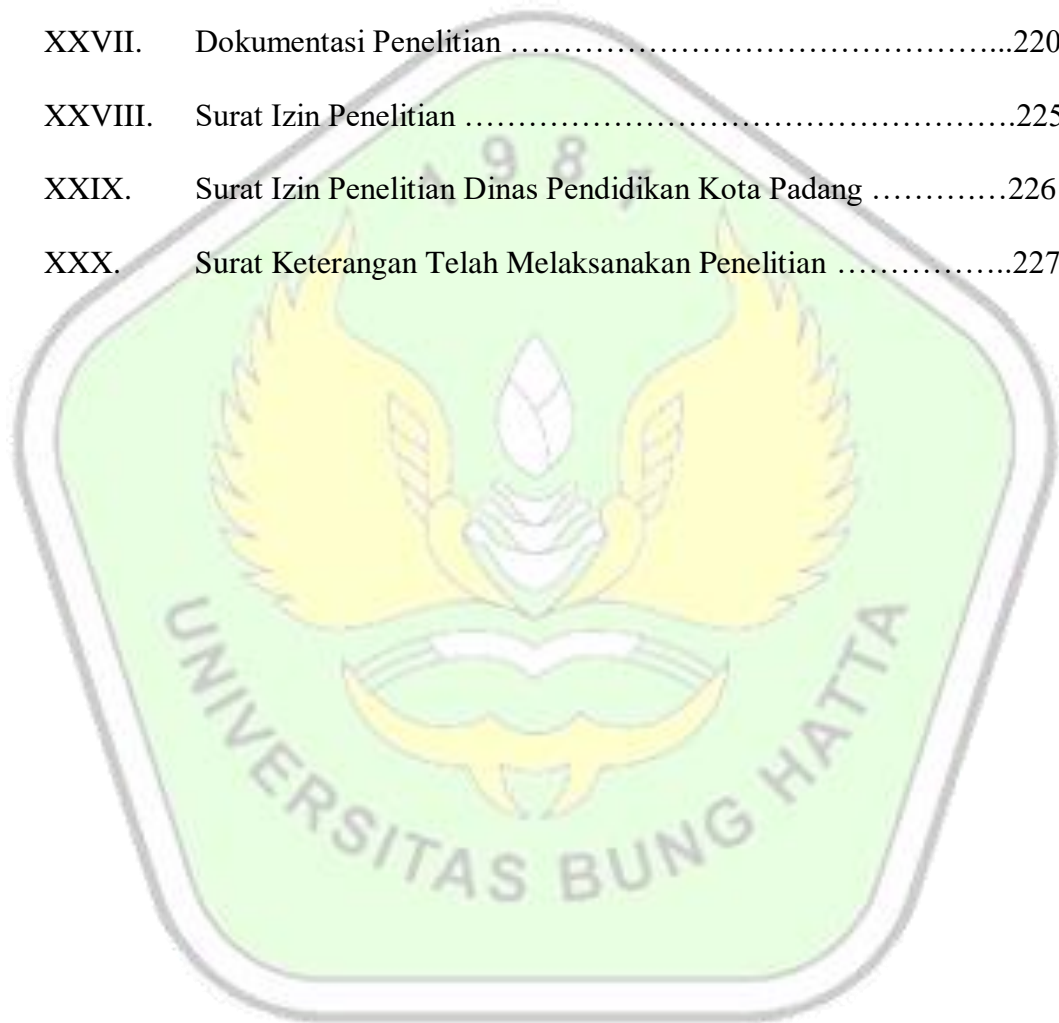 XXVII. Dokumentasi Penelitian …………………………………………...220
XXVIII. Surat Izin Penelitian ……………………………………………….225
XXIX. Surat Izin Penelitian Dinas Pendidikan Kota Padang …………226
XXX. Surat Keterangan Telah Melaksanakan Penelitian ……………..227
1981
UNIVERSITAS BUNG HATTA